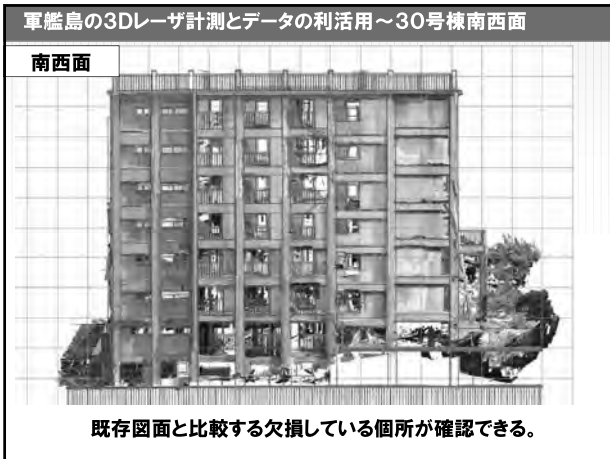 軍艦島の3Dレーザ計測とデータの利活用～30号棟南西面
南西面
既存図面と比較する欠損している個所が確認できる。